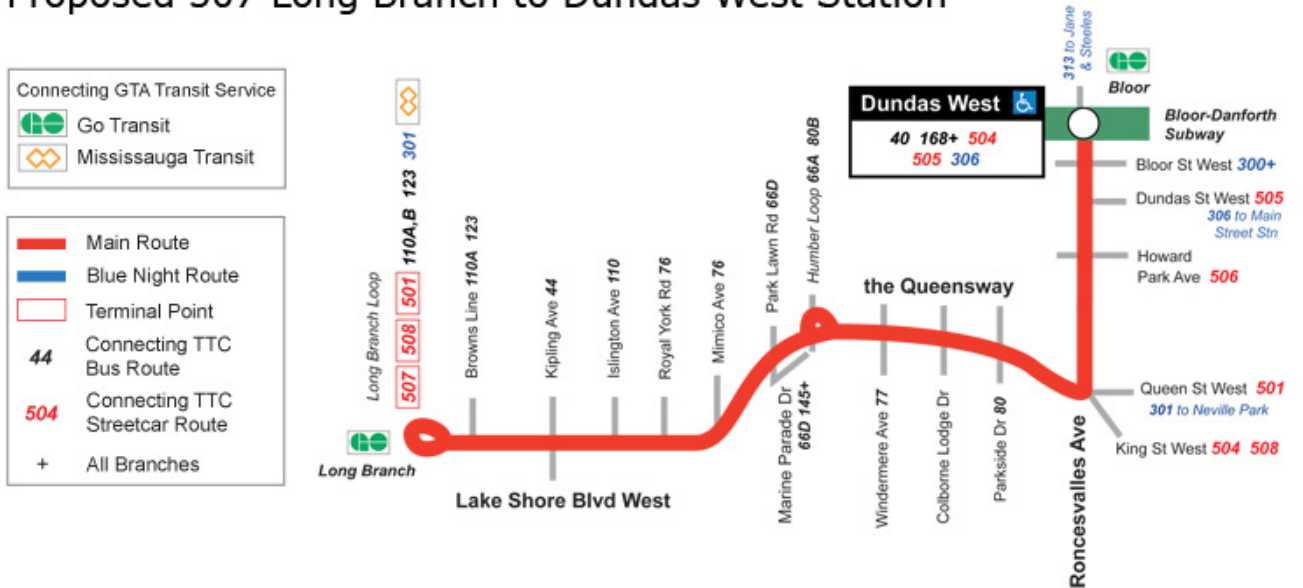 Proposed 507 Long Branch to Dundas West Station
Connecting GTA Transit Service
Go Transit
Mississauga Transit
Main Route
Blue Night Route
Terminal Point
44 Connecting TTC
Bus Route
504 Connecting TTC
Streetcar Route
+ All Branches
Long Branch Loop
507 508 501 110A,B 123 301
Long Branch
Browns Line 110A 123
Kipling Ave 44
Islington Ave 110
Royal York Rd 76
Mimico Ave 76
Lake Shore Blvd West
Park Lawn Rd 66D
Humber Loop 66A 80B
Marine Parade Dr
66D 145+
the Queensway
Windermere Ave 77
Colborne Lodge Dr
Parkside Dr 80
Dundas West
40 168+ 504
505 306
313 to Jane
& Steeles
Bloor
Bloor-Danforth
Subway
Bloor St West 300+
Dundas St West 505
306 to Main
Street Stn
Howard
Park Ave 506
Queen St West 501
301 to Neville Park
King St West 504 508
Roncesvalles Ave